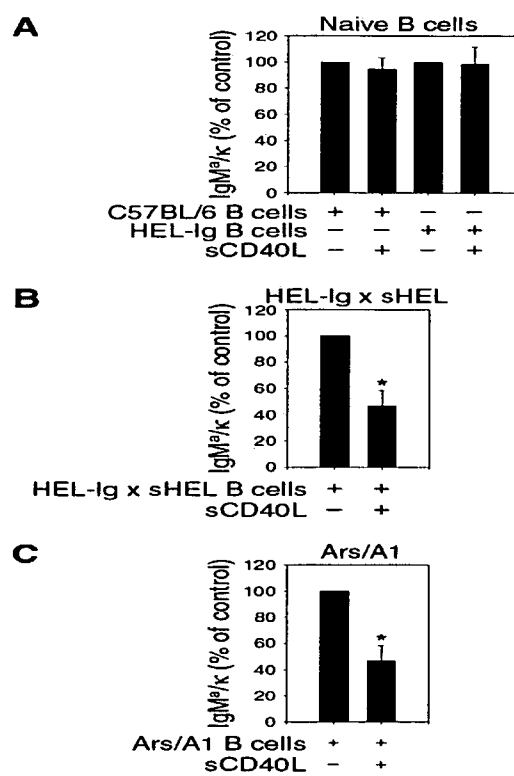 A
Naive B cells
IgMa/κ (% of control)
120
100
80
60
40
20
0
C57BL/6 B cells + + − −
HEL-Ig B cells − − + +
sCD40L − + − +
B
HEL-Ig x sHEL
IgMa/κ (% of control)
120
100
80
60
40
20
0
*
HEL-Ig x sHEL B cells + +
sCD40L − +
C
Ars/A1
IgMa/κ (% of control)
120
100
80
60
40
20
0
*
Ars/A1 B cells + +
sCD40L − +